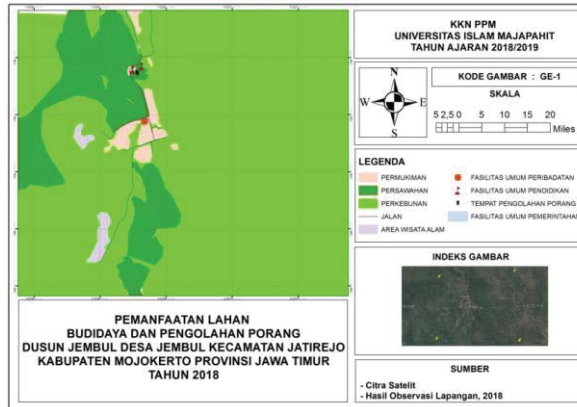 KKN PPM
UNIVERSITAS ISLAM MAJAPAHIT
TAHUN AJARAN 2018/2019
N
W
E
S
KODE GAMBAR : GE-1
SKALA
5 2,5 0 5 10 15 20
Miles
LEGENDA
PERMUKIMAN
PERSAWAHAN
PERKEBUNAN
JALAN
AREA WISATA ALAM
FASILITAS UMUM PERIBADATAN
FASILITAS UMUM PENDIDIKAN
TEMPAT PENGOLAHAN PORANG
FASILITAS UMUM PEMERINTAHAN
INDEKS GAMBAR
PEMANFAATAN LAHAN
BUDIDAYA DAN PENGOLAHAN PORANG
DUSUN JEMBUL DESA JEMBUL KECAMATAN JATIREJO
KABUPATEN MOJOKERTO PROVINSI JAWA TIMUR
TAHUN 2018
SUMBER
- Citra Satelit
- Hasil Observasi Lapangan, 2018